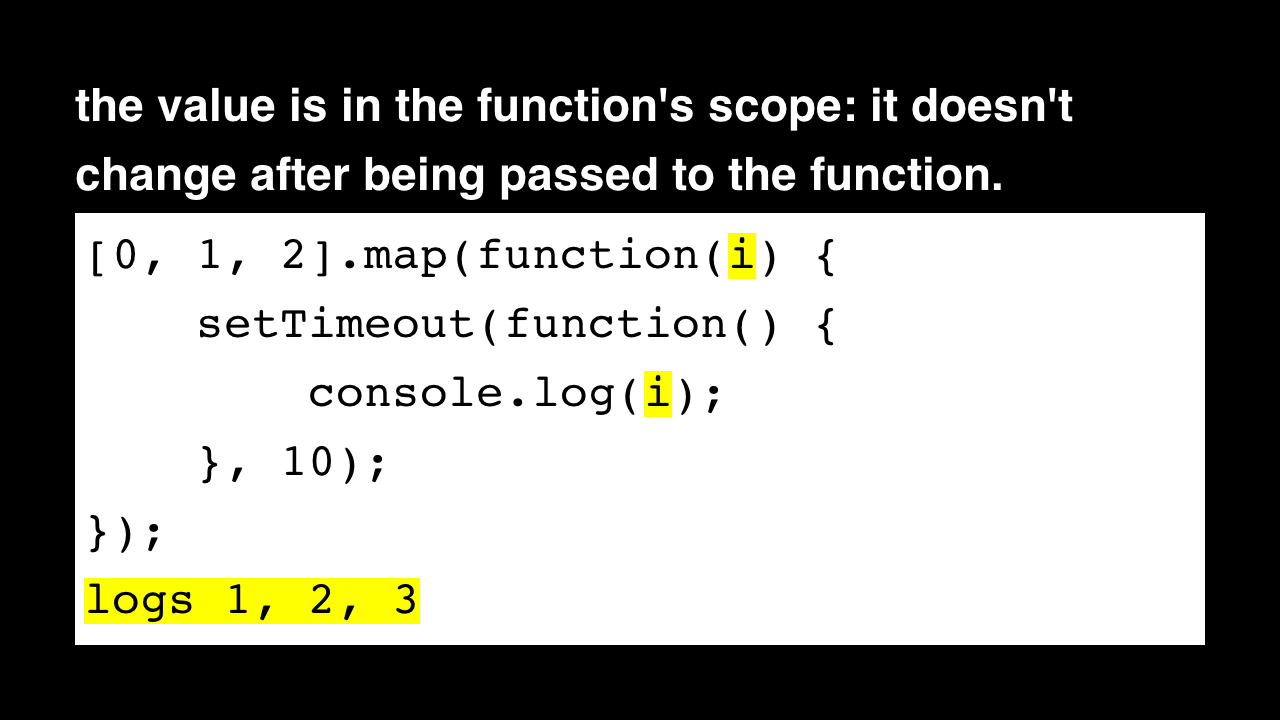 the value is in the function's scope: it doesn't
change after being passed to the function.
[0, 1, 2].map(function(i) {
    setTimeout(function() {
        console.log(i);
    }, 10);
});
logs 1, 2, 3